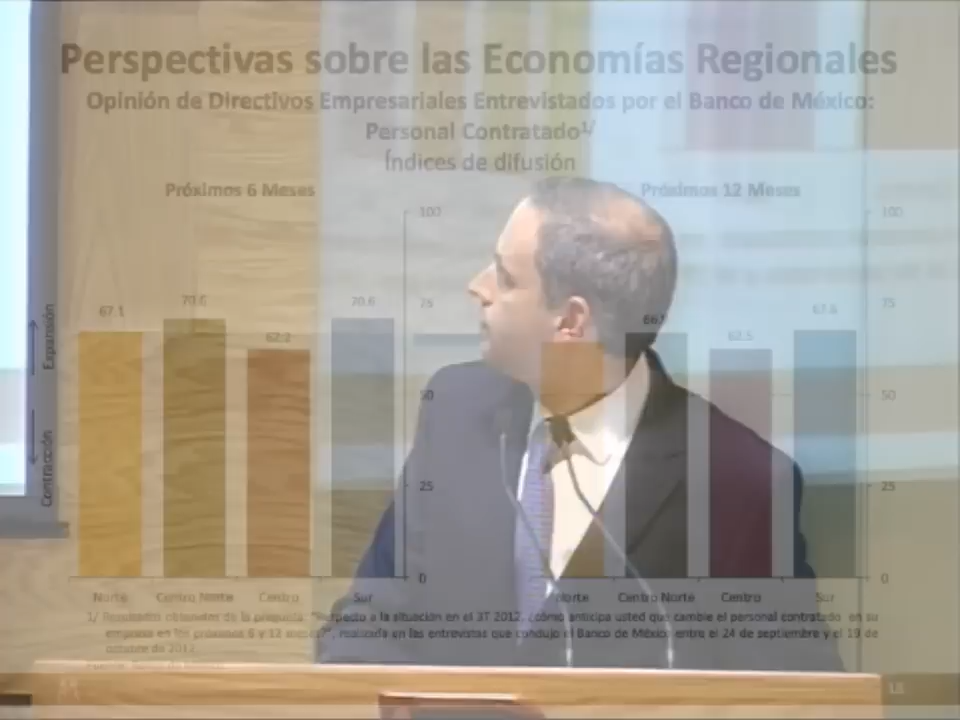 Perspectivas sobre las Economías Regionales
Opinión de Directivos Empresariales Entrevistados por el Banco de México:
Personal Contratado1/
Índices de difusión
Próximos 6 Meses
Próximos 12 Meses
100
100
67.1
70.6
62.2
70.6
75
66.
62.5
67.6
75
Expansión
Contracción
50
50
25
25
0
0
Norte
Centro Norte
Centro
Sur
Norte
Centro Norte
Centro
Sur
1/ Resultados obtenidos de la pregunta: "Respecto a la situación en el 3T 2012, ¿cómo anticipa usted que cambie el personal contratado en su
empresa en los próximos 6 y 12 meses?", realizada en las entrevistas que condujo el Banco de México entre el 24 de septiembre y el 19 de
octubre de 2012.
Fuente: Banco de México.